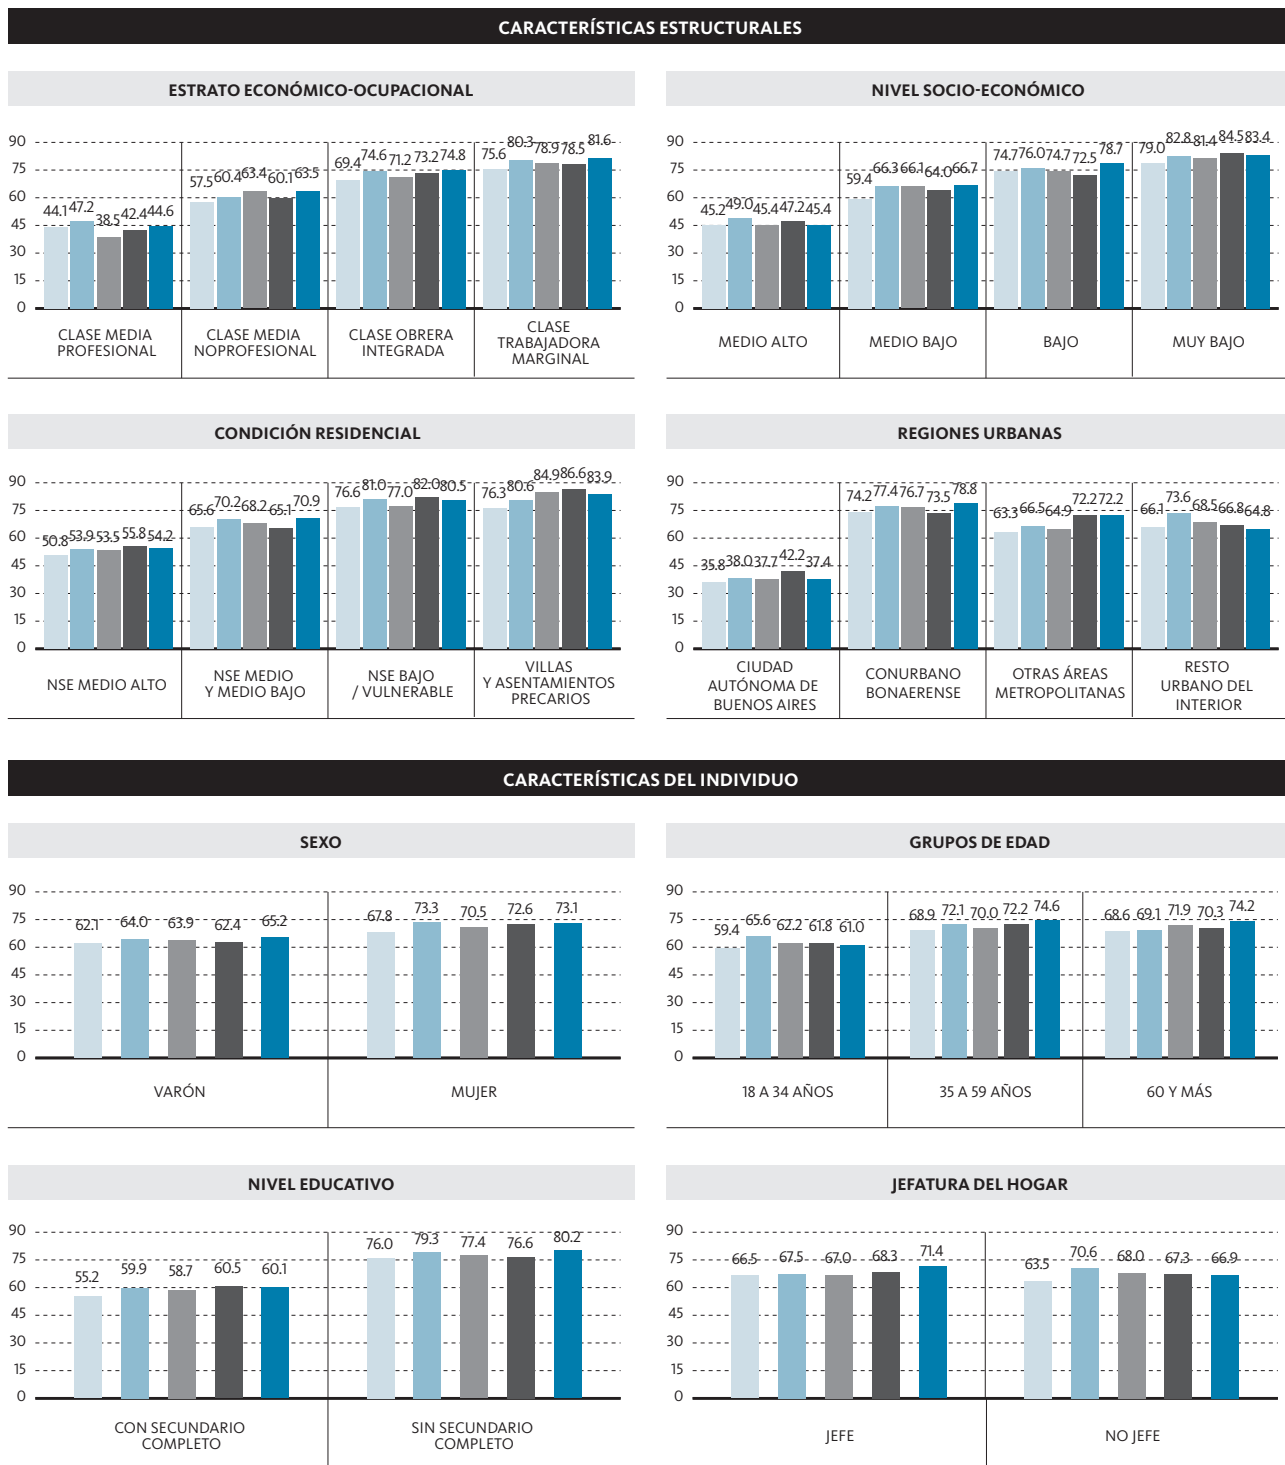 CARACTERÍSTICAS ESTRUCTURALES
ESTRATO ECONÓMICO-OCUPACIONAL
90
75
60
45
30
15
0
44.1 47.2 38.5 42.4 44.6
57.5 60.4 63.4 60.1 63.5
69.4 74.6 71.2 73.2 74.8
75.6 80.3 78.9 78.5 81.6
CLASE MEDIA
PROFESIONAL
CLASE MEDIA
NOPROFESIONAL
CLASE OBRERA
INTEGRADA
CLASE
TRABAJADORA
MARGINAL
NIVEL SOCIO-ECONÓMICO
90
75
60
45
30
15
0
45.2 49.0 45.4 47.2 45.4
59.4 66.3 66.1 64.0 66.7
74.7 76.0 74.7 72.5 78.7
79.0 82.8 81.4 84.5 83.4
MEDIO ALTO
MEDIO BAJO
BAJO
MUY BAJO
CONDICIÓN RESIDENCIAL
90
75
60
45
30
15
0
50.8 53.9 53.5 55.8 54.2
65.6 70.2 68.2 65.1 70.9
76.6 81.0 77.0 82.0 80.5
76.3 80.6 84.9 86.6 83.9
NSE MEDIO ALTO
NSE MEDIO
Y MEDIO BAJO
NSE BAJO
/ VULNERABLE
VILLAS
Y ASENTAMIENTOS
PRECARIOS
REGIONES URBANAS
90
75
60
45
30
15
0
35.8 38.0 37.7 42.2 37.4
74.2 77.4 76.7 73.5 78.8
63.3 66.5 64.9 72.2 72.2
66.1 73.6 68.5 66.8 64.8
CIUDAD
AUTÓNOMA DE
BUENOS AIRES
CONURBANO
BONAERENSE
OTRAS ÁREAS
METROPOLITANAS
RESTO
URBANO DEL
INTERIOR
CARACTERÍSTICAS DEL INDIVIDUO
SEXO
90
75
60
45
30
15
0
62.1 64.0 63.9 62.4 65.2
67.8 73.3 70.5 72.6 73.1
VARÓN
MUJER
GRUPOS DE EDAD
90
75
60
45
30
15
0
59.4 65.6 62.2 61.8 61.0
68.9 72.1 70.0 72.2 74.6
68.6 69.1 71.9 70.3 74.2
18 A 34 AÑOS
35 A 59 AÑOS
60 Y MÁS
NIVEL EDUCATIVO
90
75
60
45
30
15
0
55.2 59.9 58.7 60.5 60.1
76.0 79.3 77.4 76.6 80.2
CON SECUNDARIO
COMPLETO
SIN SECUNDARIO
COMPLETO
JEFATURA DEL HOGAR
90
75
60
45
30
15
0
66.5 67.5 67.0 68.3 71.4
63.5 70.6 68.0 67.3 66.9
JEFE
NO JEFE